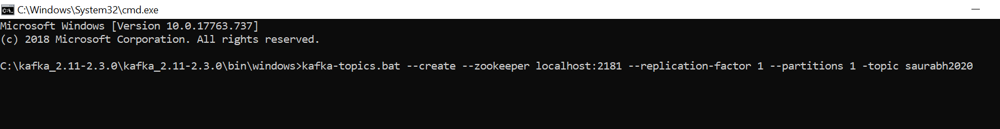 C:\Windows\System32\cmd.exe
Microsoft Windows [Version 10.0.17763.737]
(c) 2018 Microsoft Corporation. All rights reserved.
C:\kafka_2.11-2.3.0\kafka_2.11-2.3.0\bin\windows>kafka-topics.bat --create --zookeeper localhost:2181 --replication-factor 1 --partitions 1 -topic saurabh2020